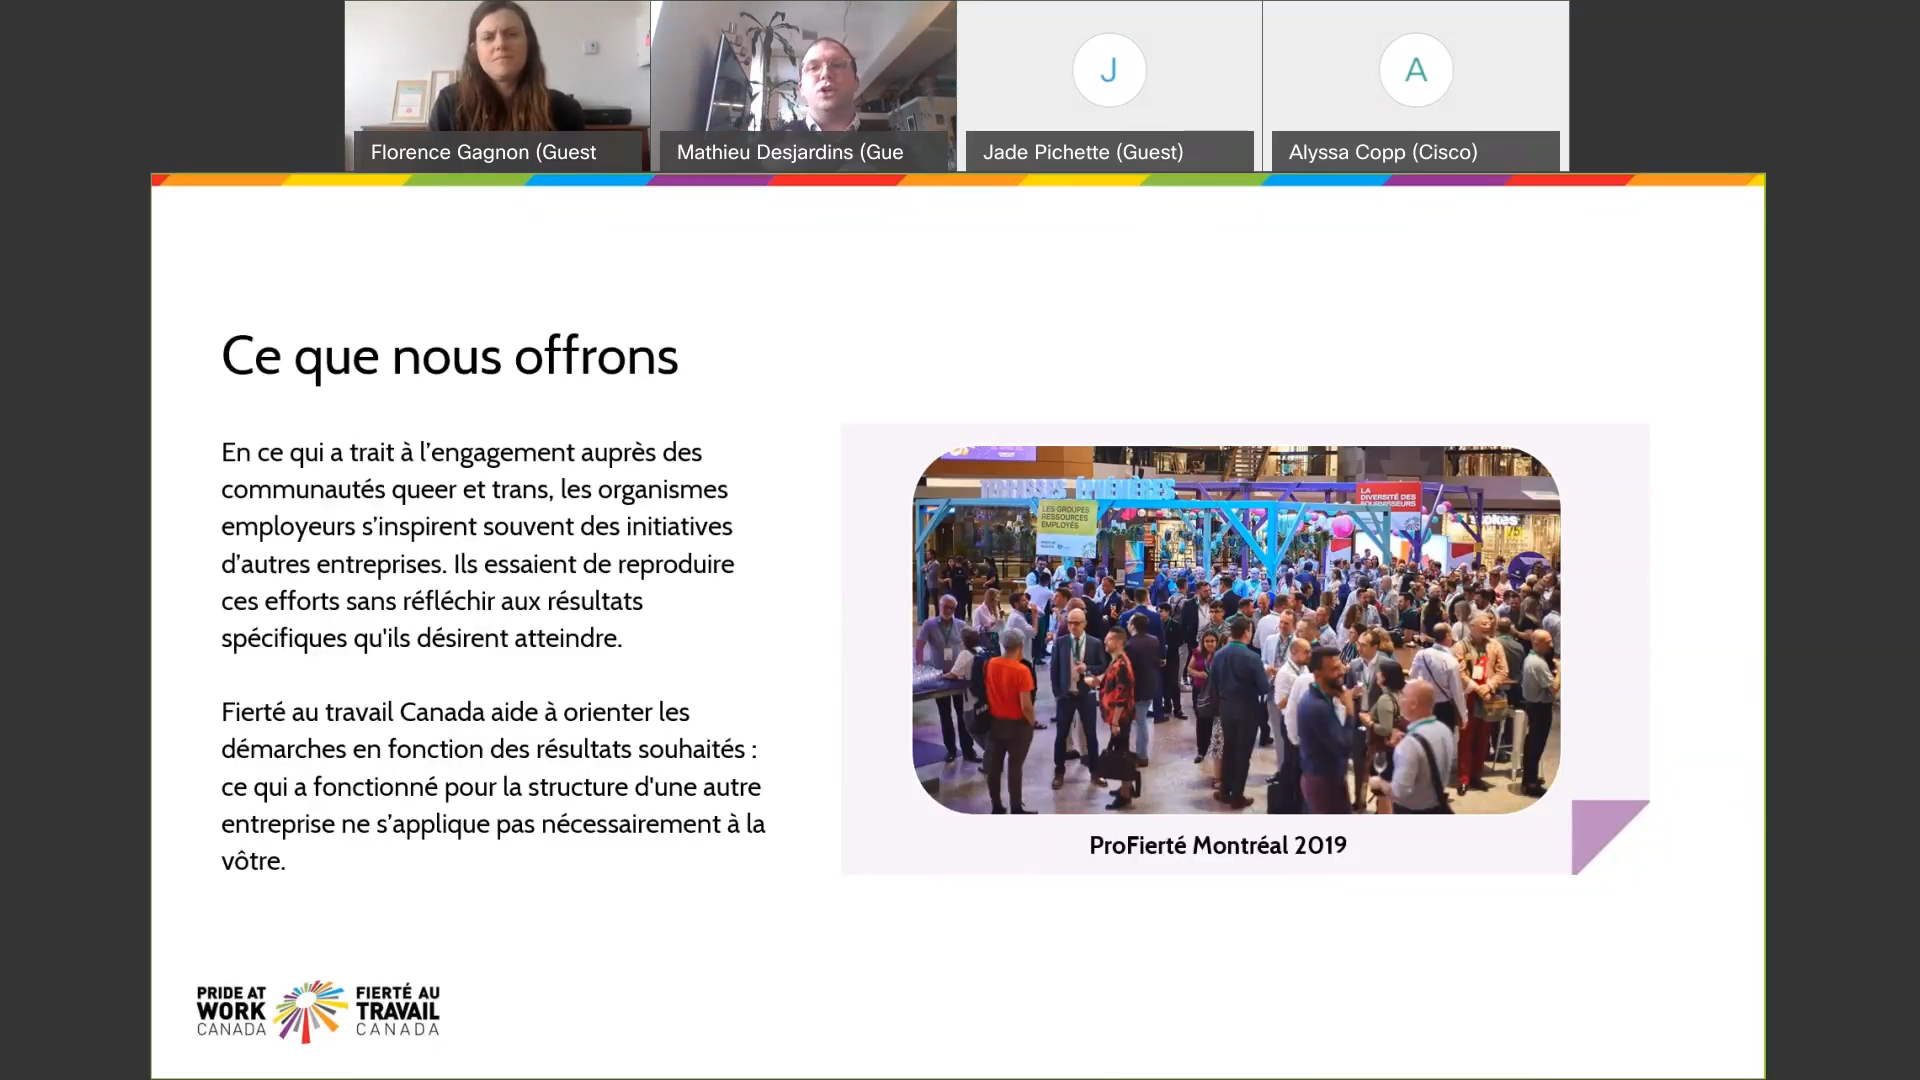 Florence Gagnon (Guest
Mathieu Desjardins (Gue
J
Jade Pichette (Guest)
A
Alyssa Copp (Cisco)
Ce que nous offrons
En ce qui a trait à l’engagement auprès des
communautés queer et trans, les organismes
employeurs s’inspirent souvent des initiatives
d’autres entreprises. Ils essaient de reproduire
ces efforts sans réfléchir aux résultats
spécifiques qu'ils désirent atteindre.
Fierté au travail Canada aide à orienter les
démarches en fonction des résultats souhaités :
ce qui a fonctionné pour la structure d'une autre
entreprise ne s’applique pas nécessairement à la
vôtre.
LES GROUPES
RESSOURCES
EMPLOYÉS
LA
DIVERSITÉ DES
FOURNISSEURS
stokes
ProFierté Montréal 2019
PRIDE AT
WORK
CANADA
FIERTÉ AU
TRAVAIL
CANADA